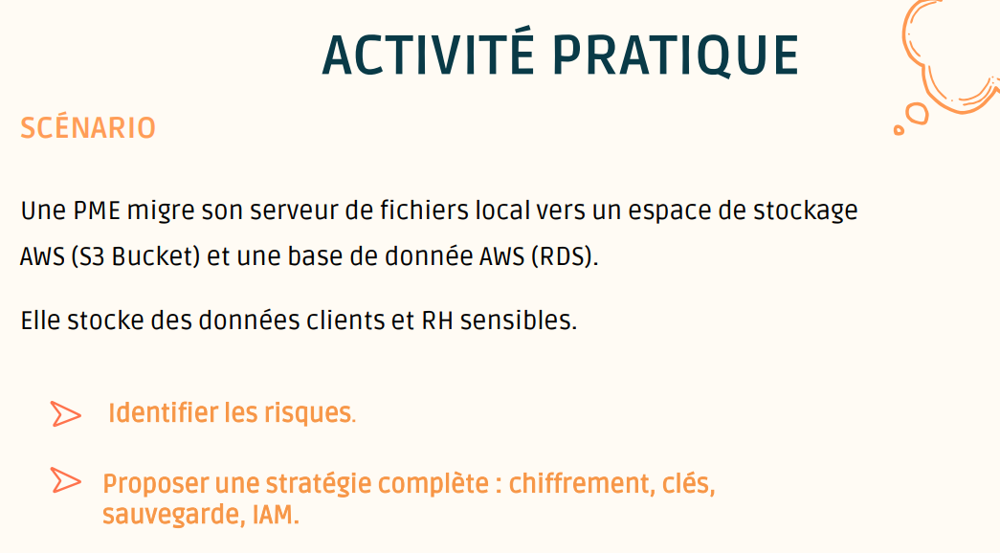 ACTIVITÉ PRATIQUE
SCÉNARIO
Une PME migre son serveur de fichiers local vers un espace de stockage
AWS (S3 Bucket) et une base de donnée AWS (RDS).
Elle stocke des données clients et RH sensibles.
Identifier les risques.
Proposer une stratégie complète : chiffrement, clés,
sauvegarde, IAM.